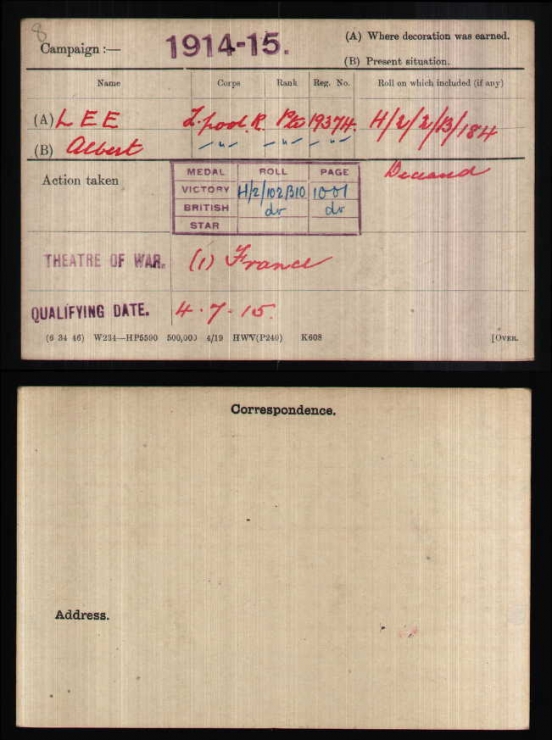 8
Campaign :— 1914-15. (A) Where decoration was earned.
(B) Present situation.
Name Corps Rank Reg. No. Roll on which included (if any)
(A) LEE L'pool R. Pte 19374. H/2/2/B/184
(B) Albert —"— —"— —"—
Action taken Deceased
MEDAL ROLL PAGE
VICTORY H/2/102/B10 1001
BRITISH do do
STAR
THEATRE OF WAR. (1) France
QUALIFYING DATE. 4.7.15.
(6 34 46) W234—HP5500 500,000 4/19 HWV(P240) K608 [OVER.
Correspondence.
Address.